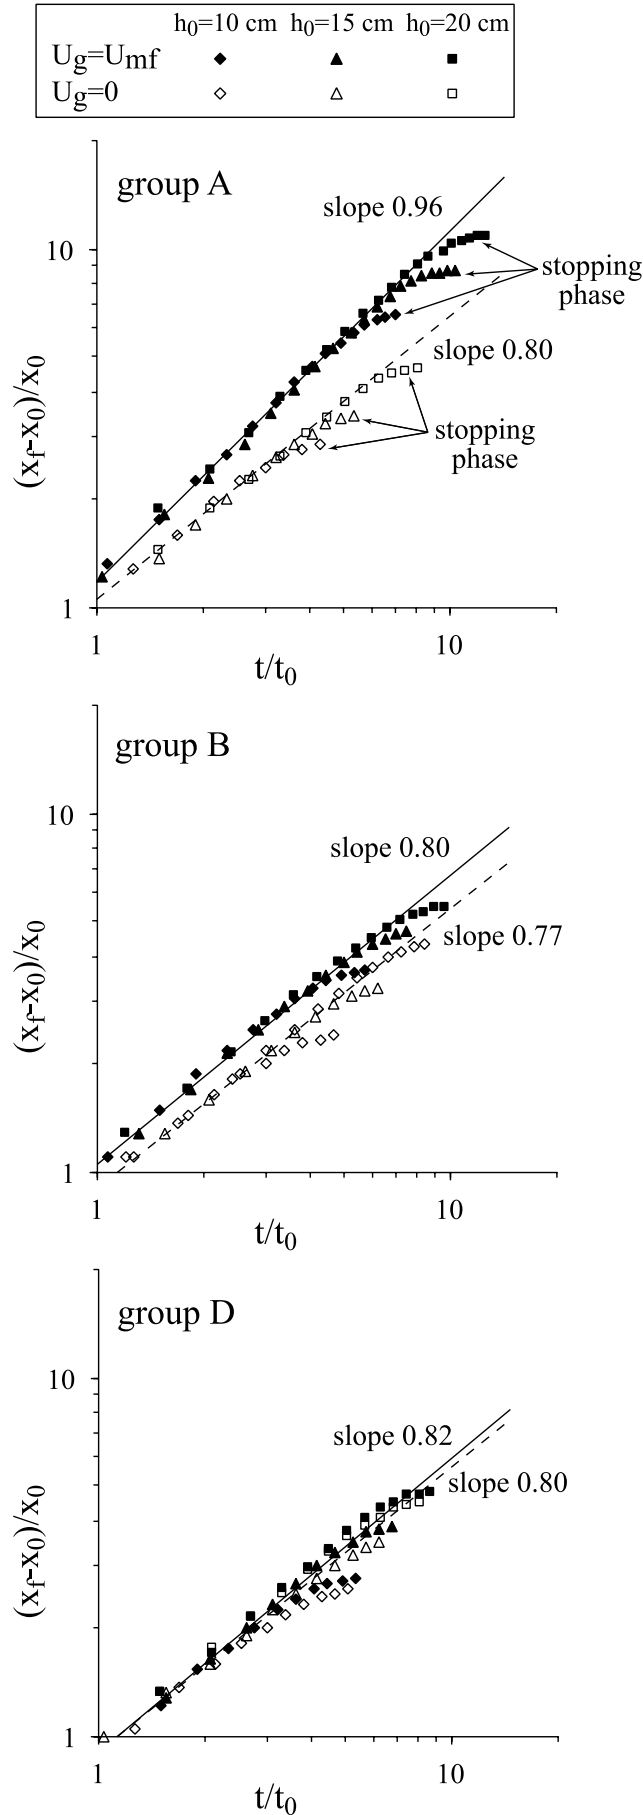 h0=10 cm h0=15 cm h0=20 cm
Ug=Umf
Ug=0
group A
slope 0.96
10
stopping
phase
slope 0.80
stopping
phase
(xf-x0)/x0
1
1 10
t/t0
group B
10
slope 0.80
slope 0.77
(xf-x0)/x0
1
1 10
t/t0
group D
10
slope 0.82
slope 0.80
(xf-x0)/x0
1
1 10
t/t0